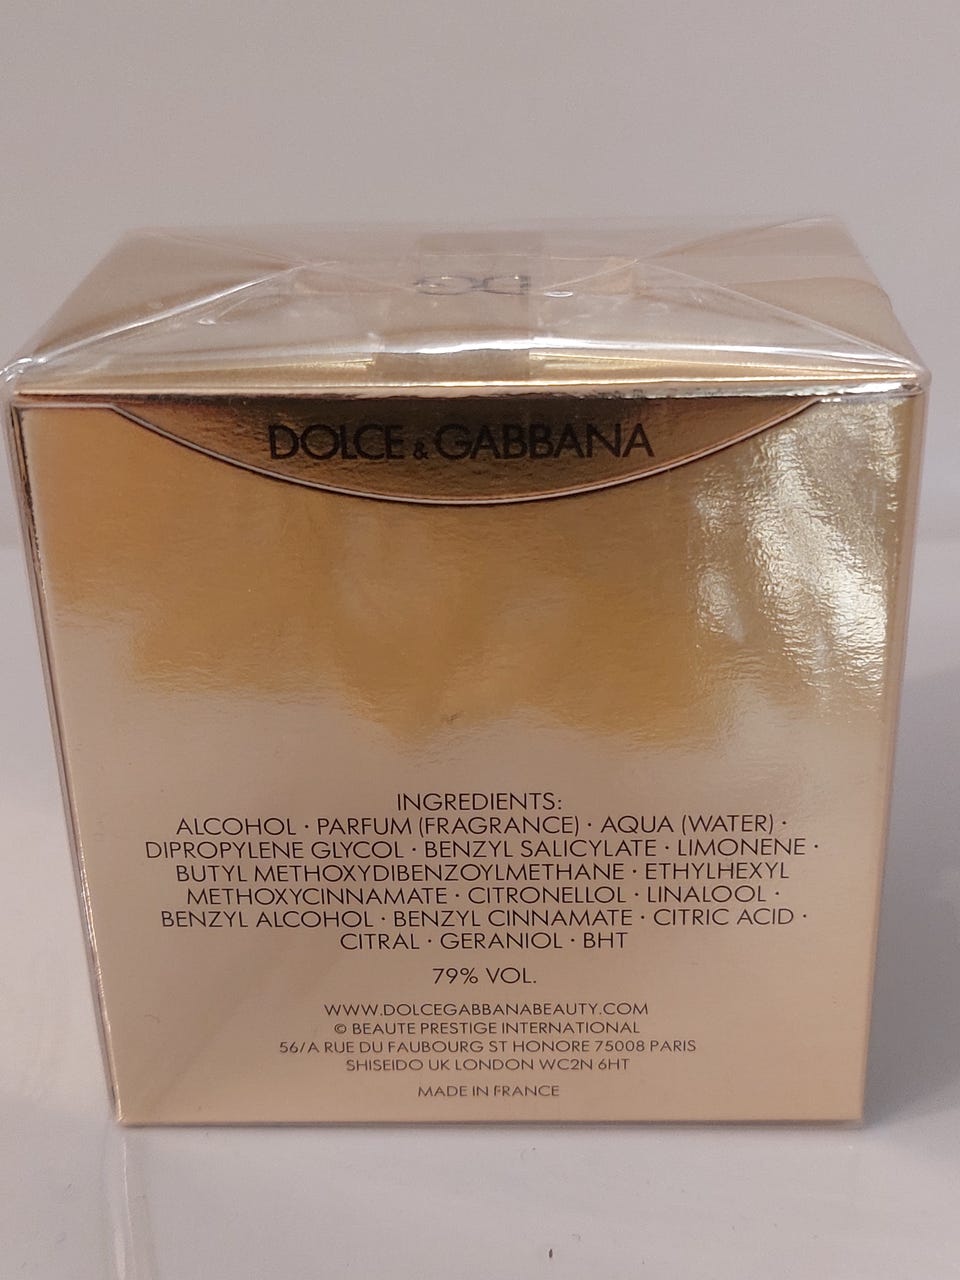 DOLCE & GABBANA
INGREDIENTS:
ALCOHOL · PARFUM (FRAGRANCE) · AQUA (WATER) ·
DIPROPYLENE GLYCOL · BENZYL SALICYLATE · LIMONENE ·
BUTYL METHOXYDIBENZOYLMETHANE · ETHYLHEXYL
METHOXYCINNAMATE · CITRONELLOL · LINALOOL ·
BENZYL ALCOHOL · BENZYL CINNAMATE · CITRIC ACID ·
CITRAL · GERANIOL · BHT
79% VOL.
WWW.DOLCEGABBANABEAUTY.COM
© BEAUTE PRESTIGE INTERNATIONAL
56/A RUE DU FAUBOURG ST HONORE 75008 PARIS
SHISEIDO UK LONDON WC2N 6HT
MADE IN FRANCE